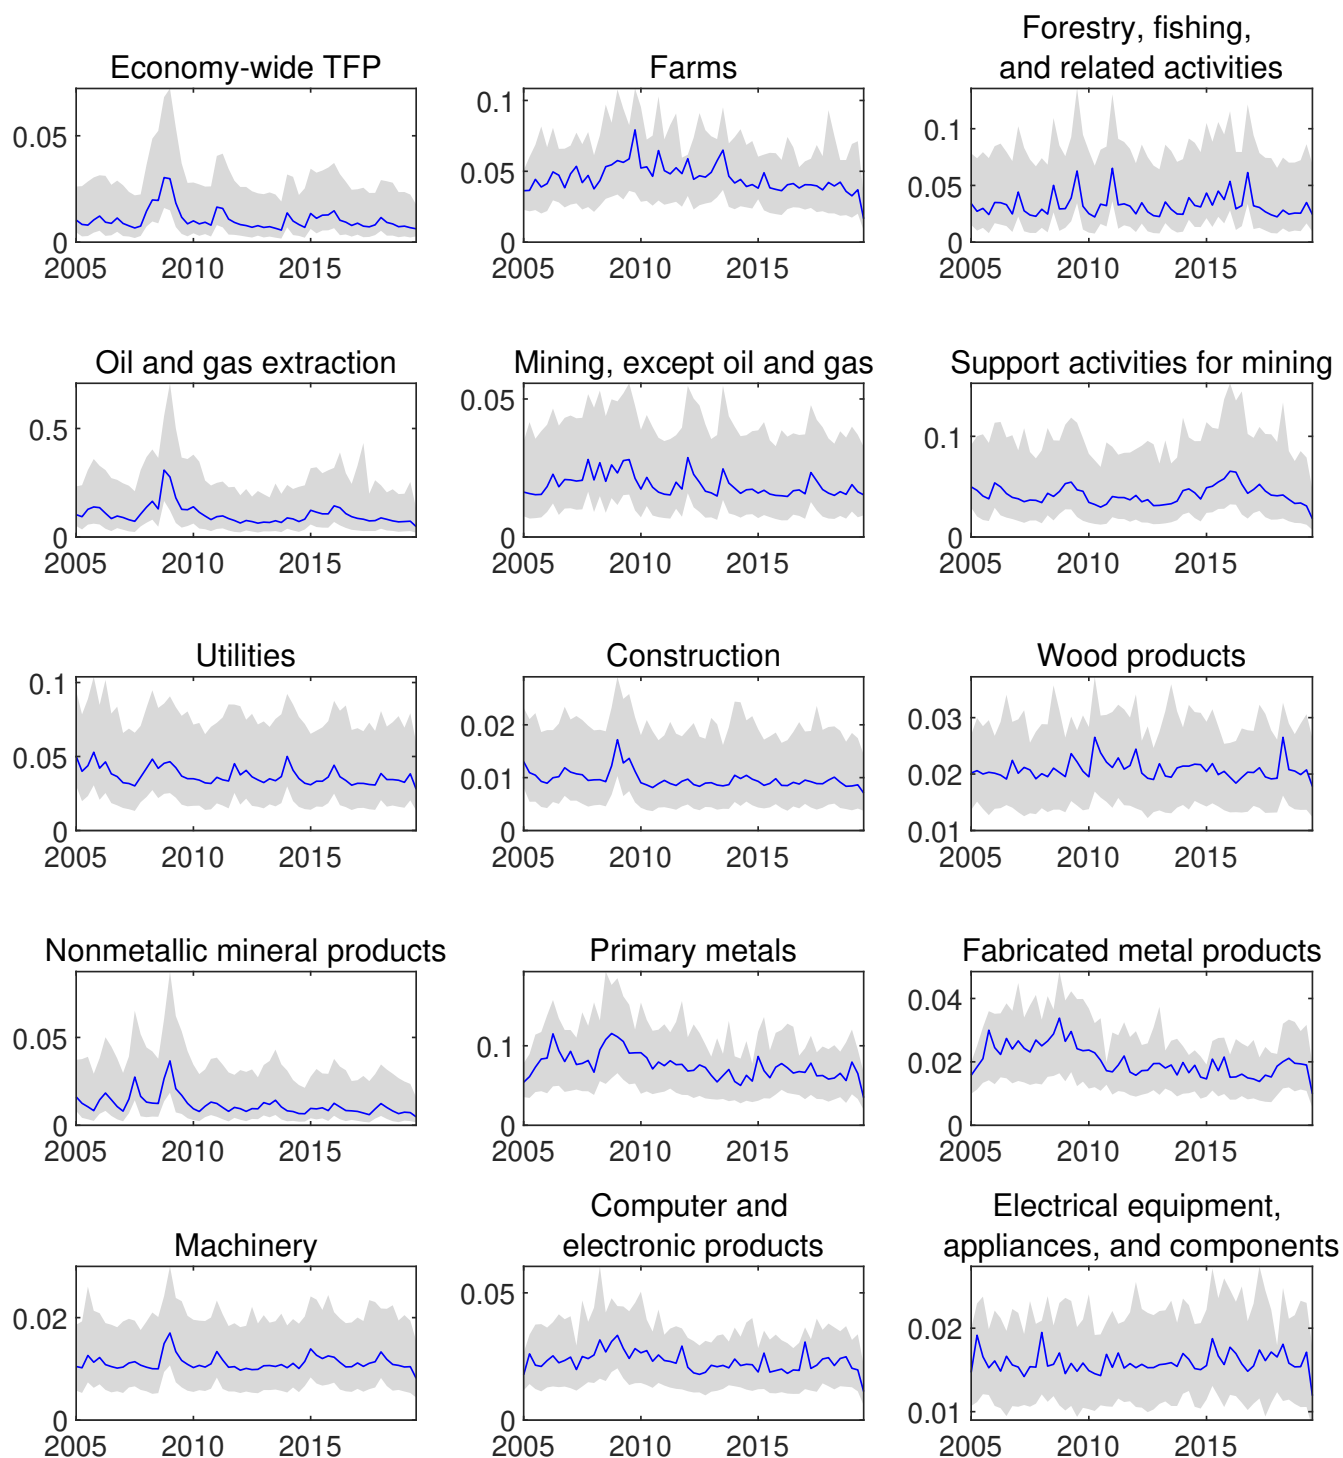 Economy-wide TFP
0.05
0
2005 2010 2015
Farms
0.1
0.05
0
2005 2010 2015
Forestry, fishing,
and related activities
0.1
0.05
0
2005 2010 2015
Oil and gas extraction
0.5
0
2005 2010 2015
Mining, except oil and gas
0.05
0
2005 2010 2015
Support activities for mining
0.1
0
2005 2010 2015
Utilities
0.1
0.05
0
2005 2010 2015
Construction
0.02
0.01
0
2005 2010 2015
Wood products
0.03
0.02
0.01
2005 2010 2015
Nonmetallic mineral products
0.05
0
2005 2010 2015
Primary metals
0.1
0
2005 2010 2015
Fabricated metal products
0.04
0.02
0
2005 2010 2015
Machinery
0.02
0
2005 2010 2015
Computer and
electronic products
0.05
0
2005 2010 2015
Electrical equipment,
appliances, and components
0.02
0.01
2005 2010 2015